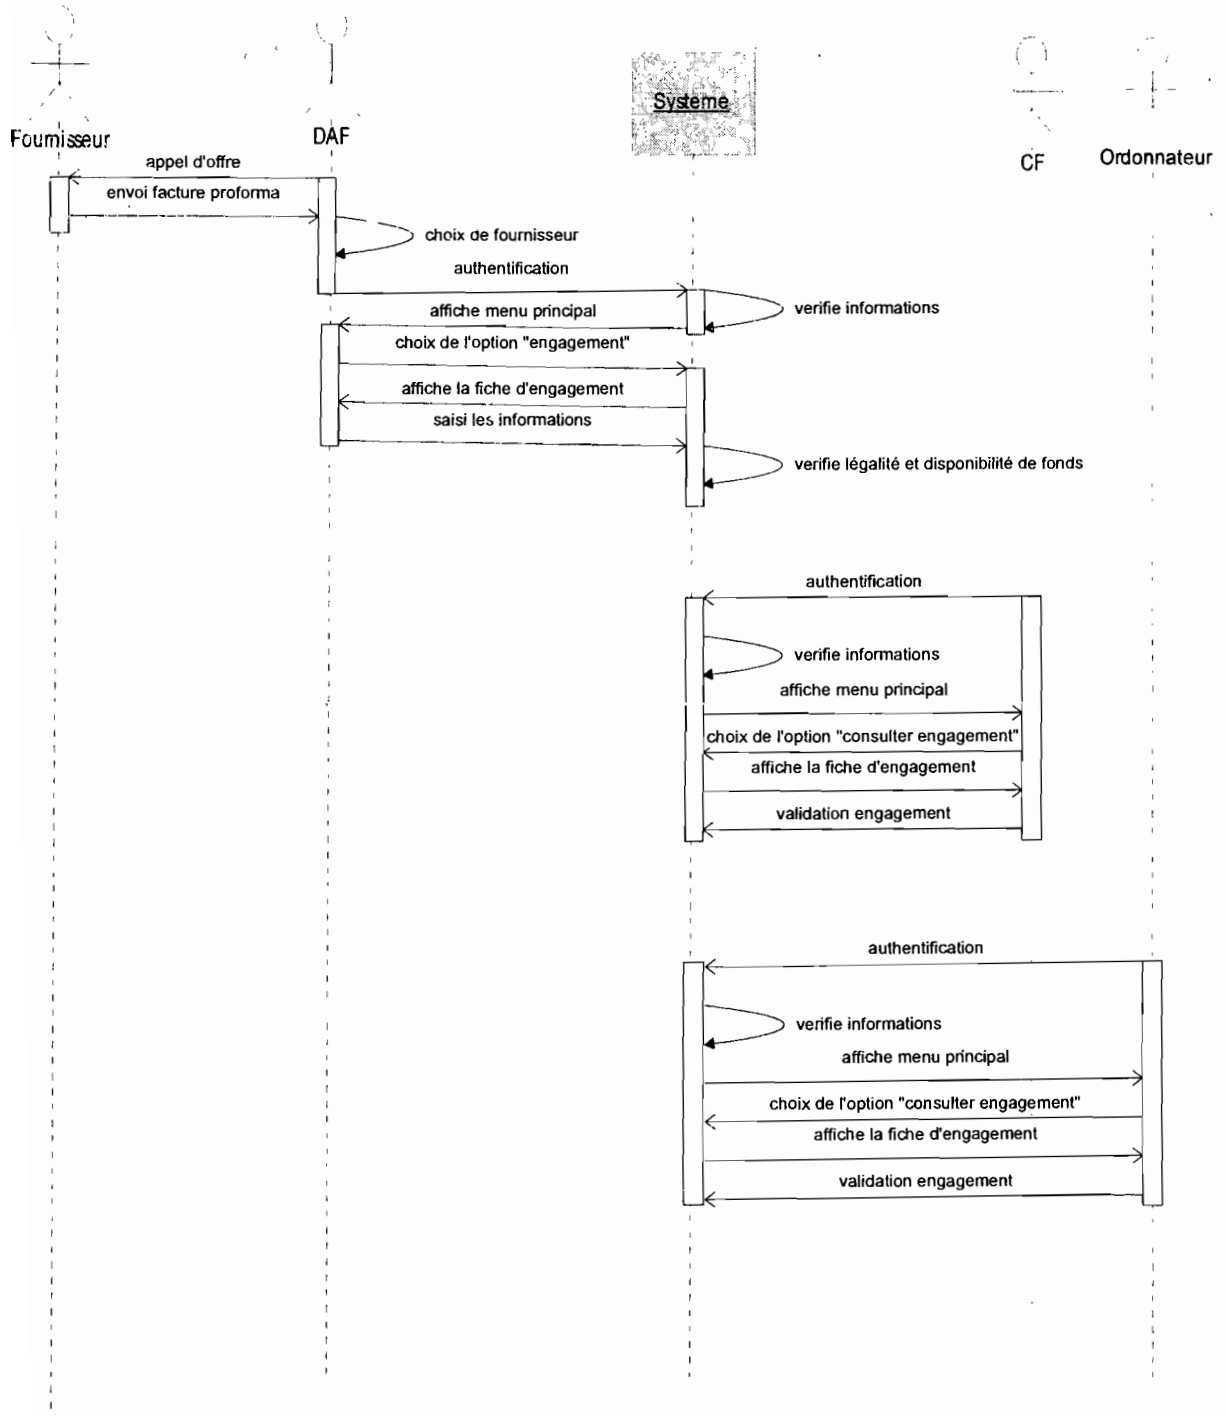 Fournisseur
DAF
Système
CF
Ordonnateur
appel d'offre
envoi facture proforma
choix de fournisseur
authentification
affiche menu principal
verifie informations
choix de l'option "engagement"
affiche la fiche d'engagement
saisi les informations
verifie légalité et disponibilité de fonds
authentification
verifie informations
affiche menu principal
choix de l'option "consulter engagement"
affiche la fiche d'engagement
validation engagement
authentification
verifie informations
affiche menu principal
choix de l'option "consulter engagement"
affiche la fiche d'engagement
validation engagement